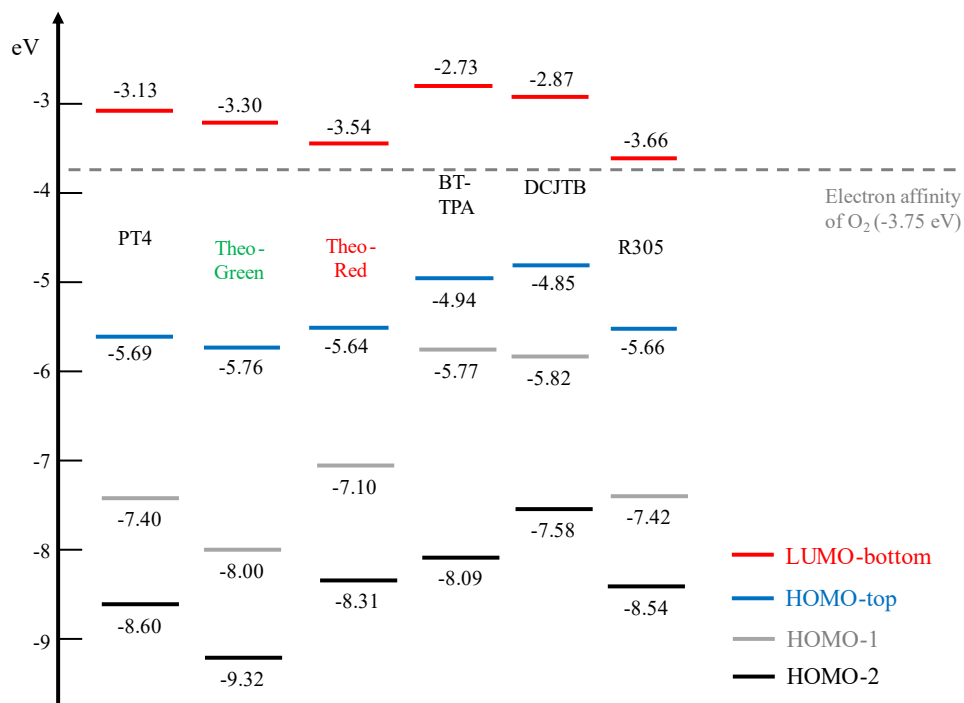 eV
-2.73
-2.87
-3.13
-3.30
-3
-3.54
-3.66
-4
BT-
TPA
DCJTB
Electron affinity
of O₂ (-3.75 eV)
PT4
Theo-
Green
Theo-
Red
R305
-5
-4.94
-4.85
-5.69
-5.76
-5.64
-5.66
-6
-5.77
-5.82
-7
-7.10
-7.40
-7.58
-7.42
-8
-8.00
-8.09
-8.31
-8.60
-8.54
-9
-9.32
LUMO-bottom
HOMO-top
HOMO-1
HOMO-2